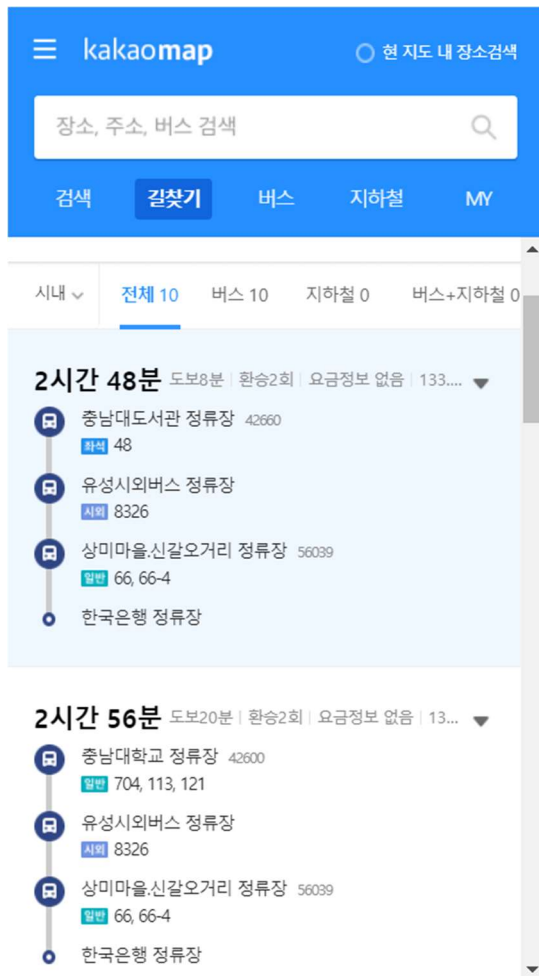 kakaomap
현 지도 내 장소검색
장소, 주소, 버스 검색
검색 길찾기 버스 지하철 MY
시내 전체 10 버스 10 지하철 0 버스+지하철 0
2시간 48분 도보8분 환승2회 요금정보 없음 133....
충남대도서관 정류장 42660
좌석 48
유성시외버스 정류장
시외 8326
상미마을.신갈오거리 정류장 56039
일반 66, 66-4
한국은행 정류장
2시간 56분 도보20분 환승2회 요금정보 없음 13...
충남대학교 정류장 42600
일반 704, 113, 121
유성시외버스 정류장
시외 8326
상미마을.신갈오거리 정류장 56039
일반 66, 66-4
한국은행 정류장